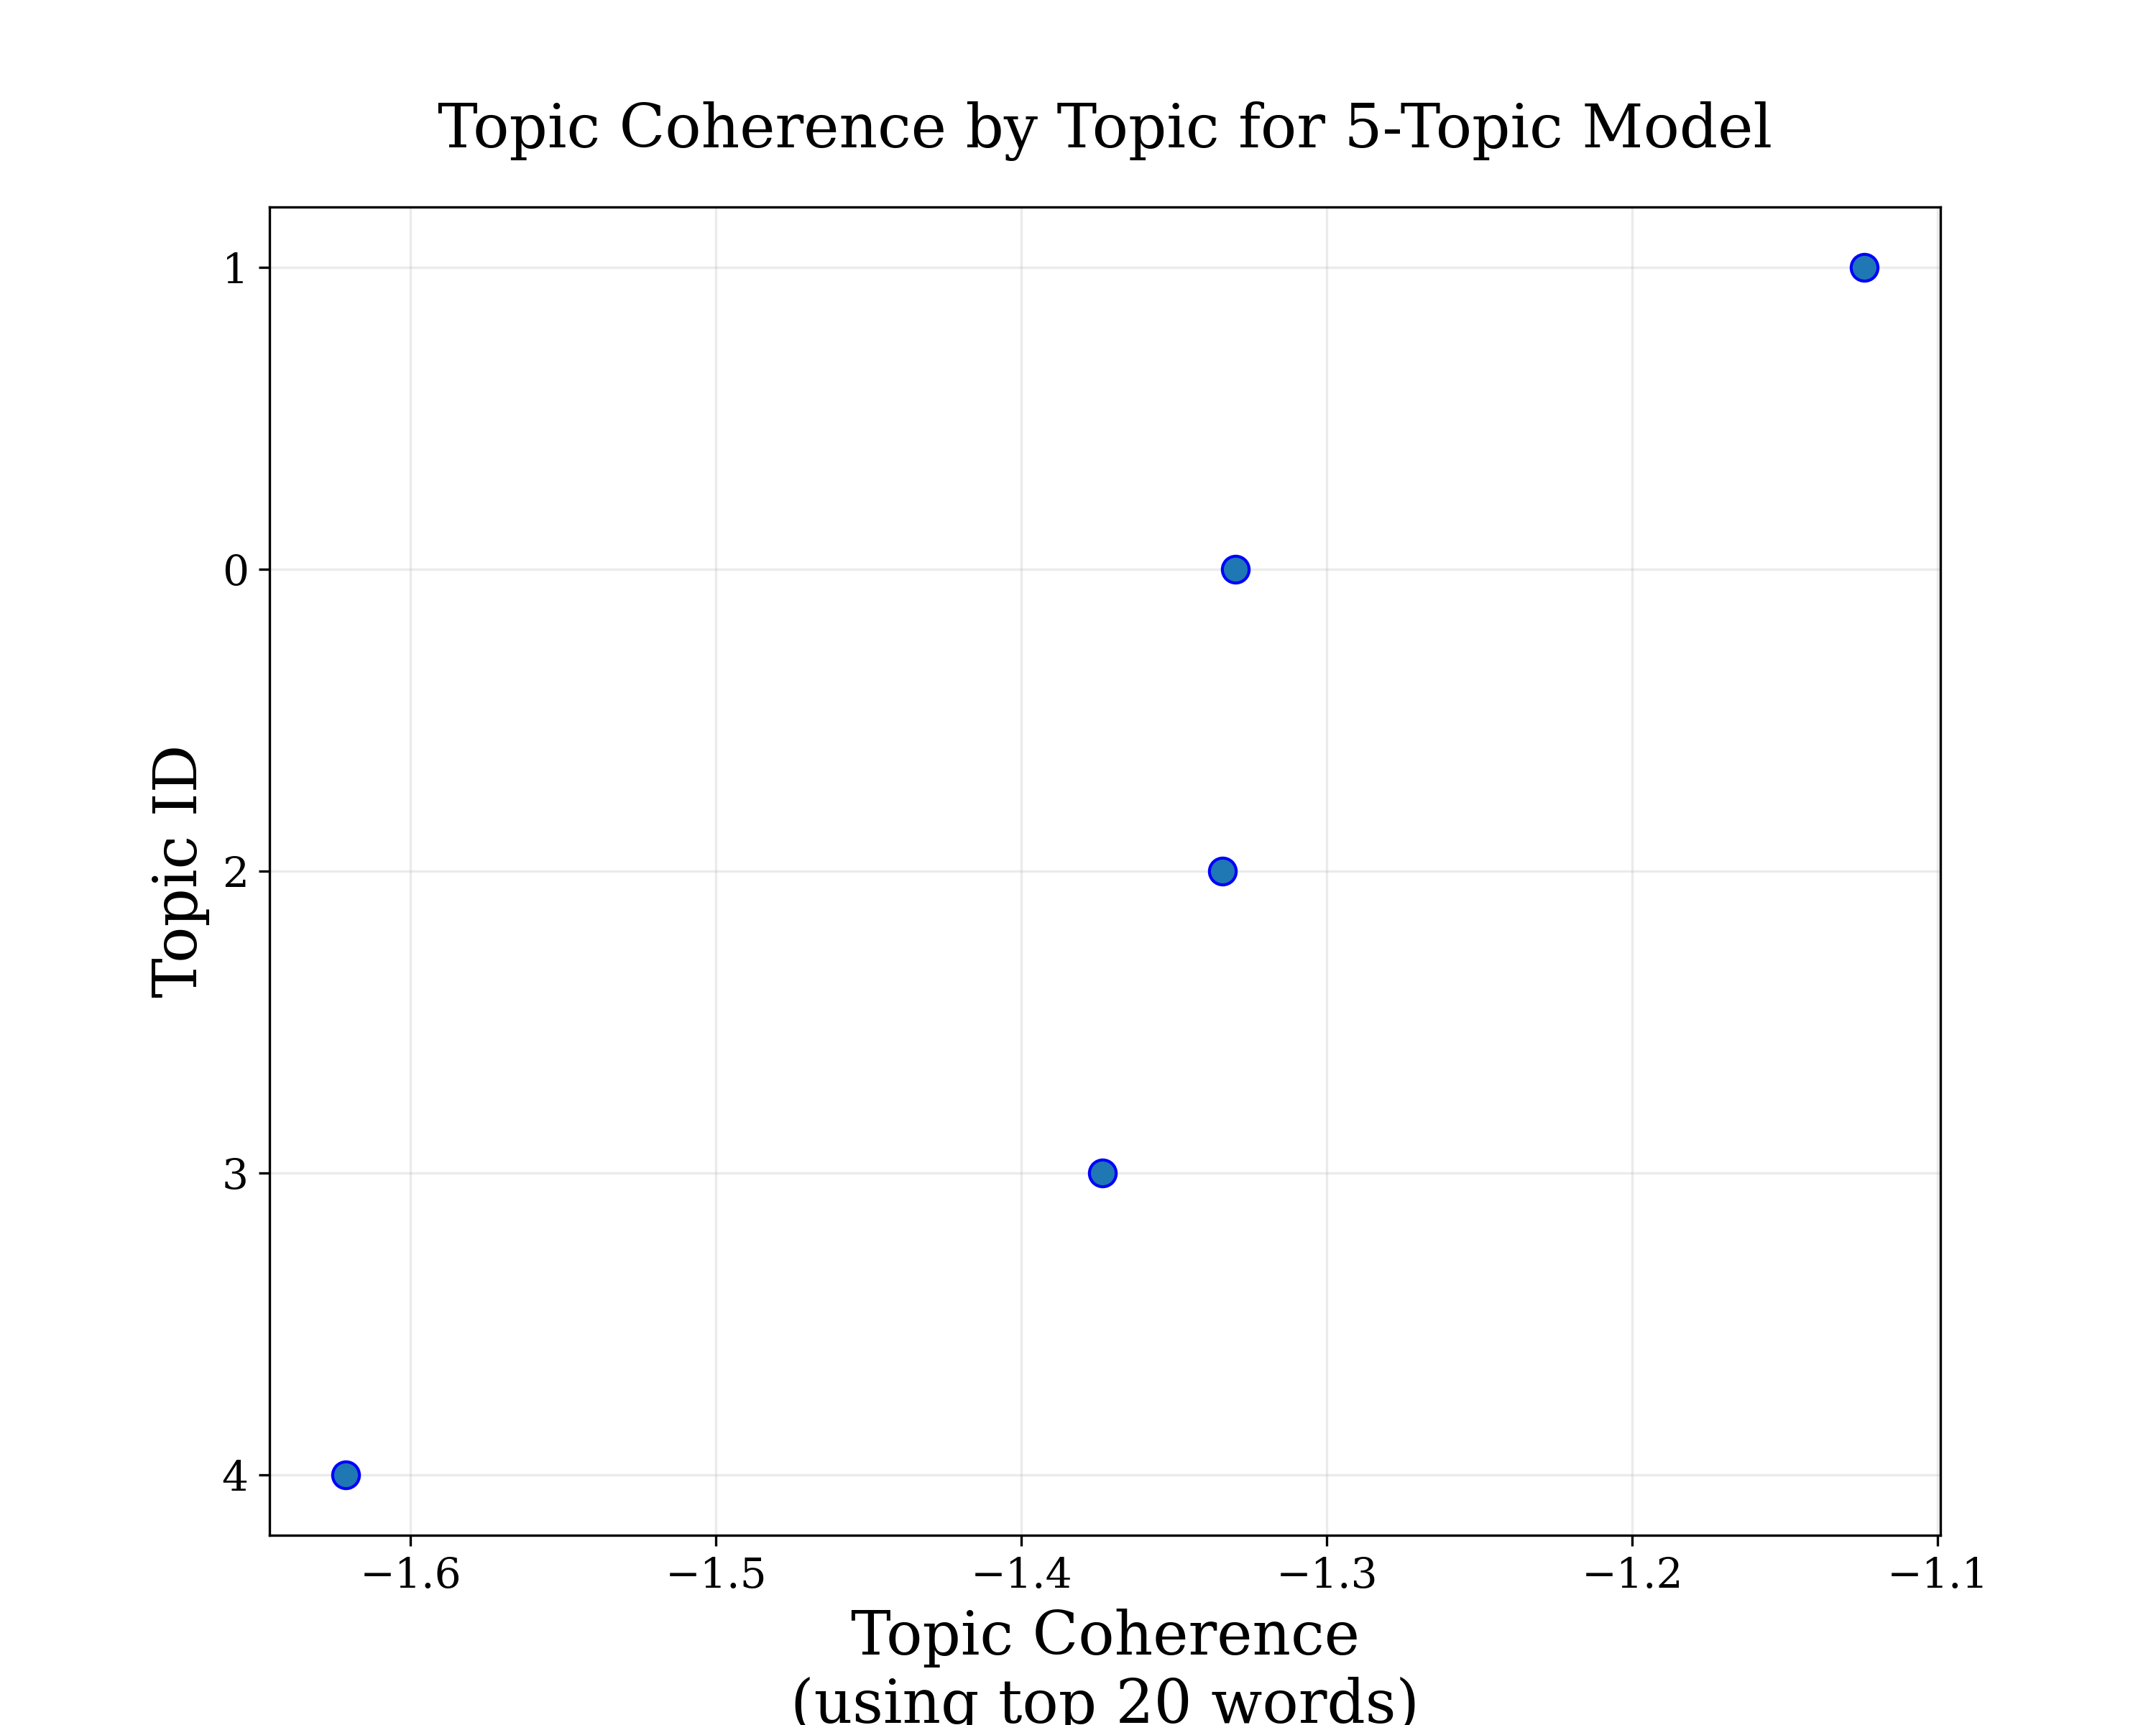 Topic Coherence by Topic for 5-Topic Model
1
0
2
3
4
Topic ID
−1.6 −1.5 −1.4 −1.3 −1.2 −1.1
Topic Coherence
(using top 20 words)